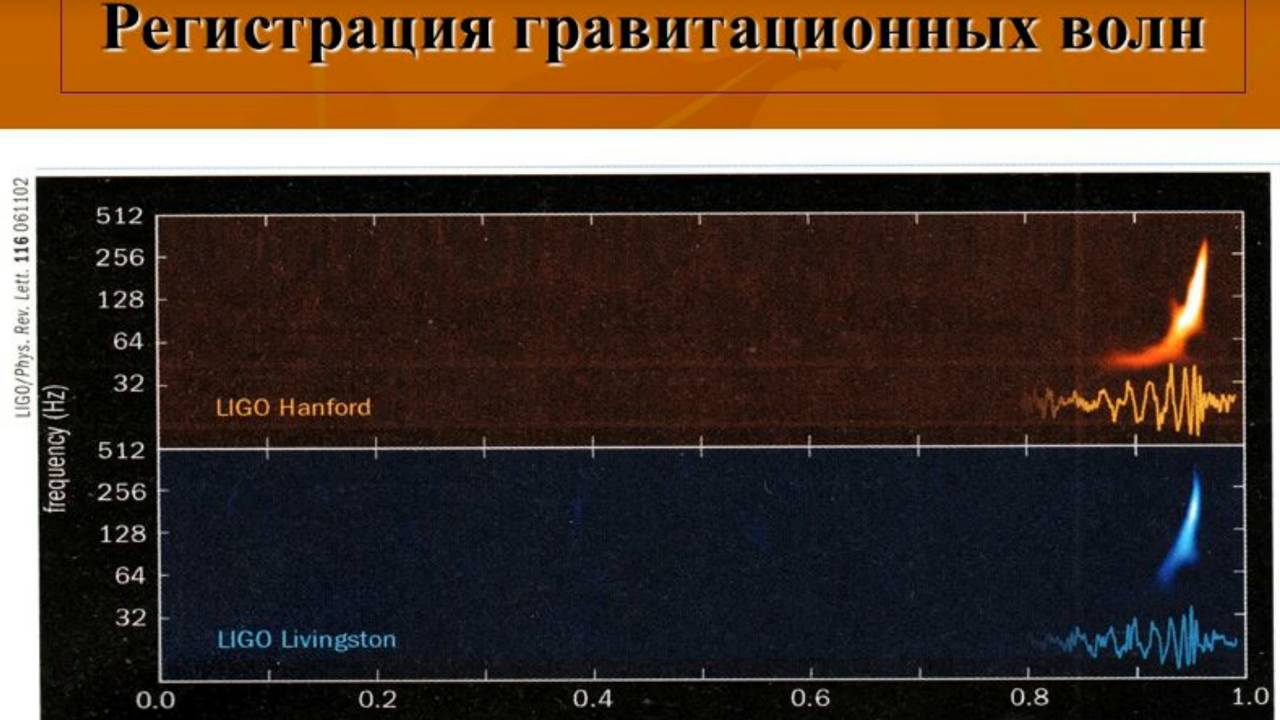 Регистрация гравитационных волн
LIGO/Phys. Rev. Lett. 116 061102
frequency (Hz)
512
256
128
64
32
LIGO Hanford
512
256
128
64
32
LIGO Livingston
0.0 0.2 0.4 0.6 0.8 1.0